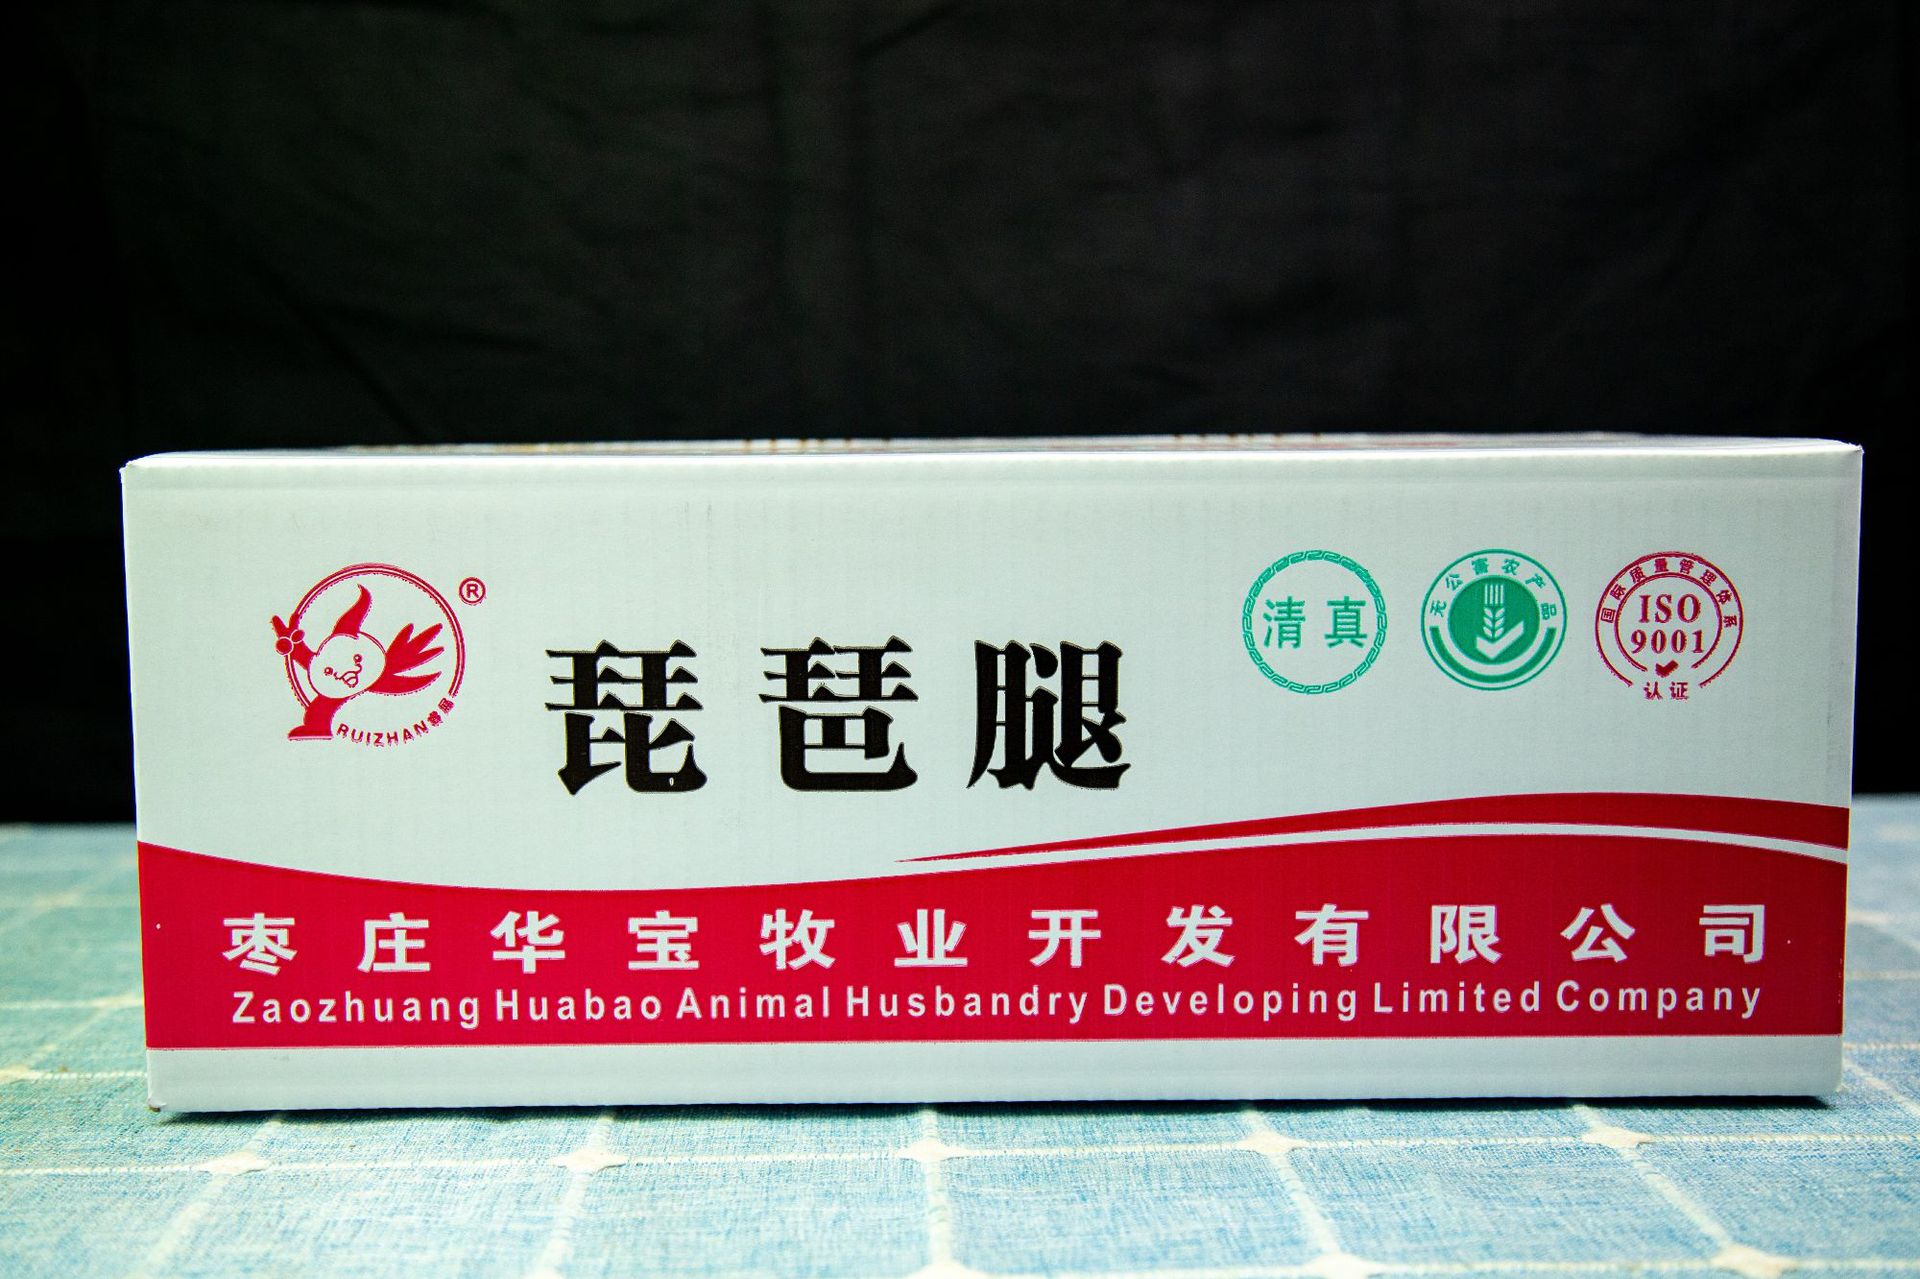 ®
RUIZHAN睿展
琵琶腿
清真
无公害农产品
国际质量管理体系
ISO
9001
认证
枣庄华宝牧业开发有限公司
Zaozhuang Huabao Animal Husbandry Developing Limited Company